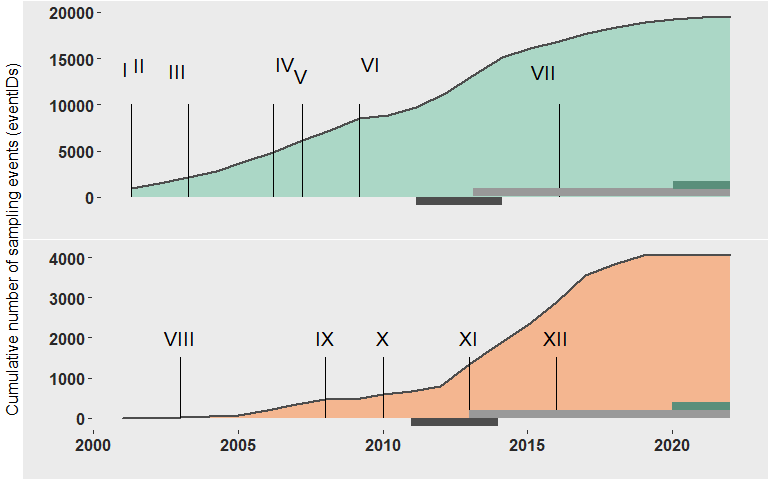 Cumulative number of sampling events (eventIDs)
20000
15000
10000
5000
0
I II III IV V VI VII
4000
3000
2000
1000
0
VIII IX X XI XII
2000 2005 2010 2015 2020